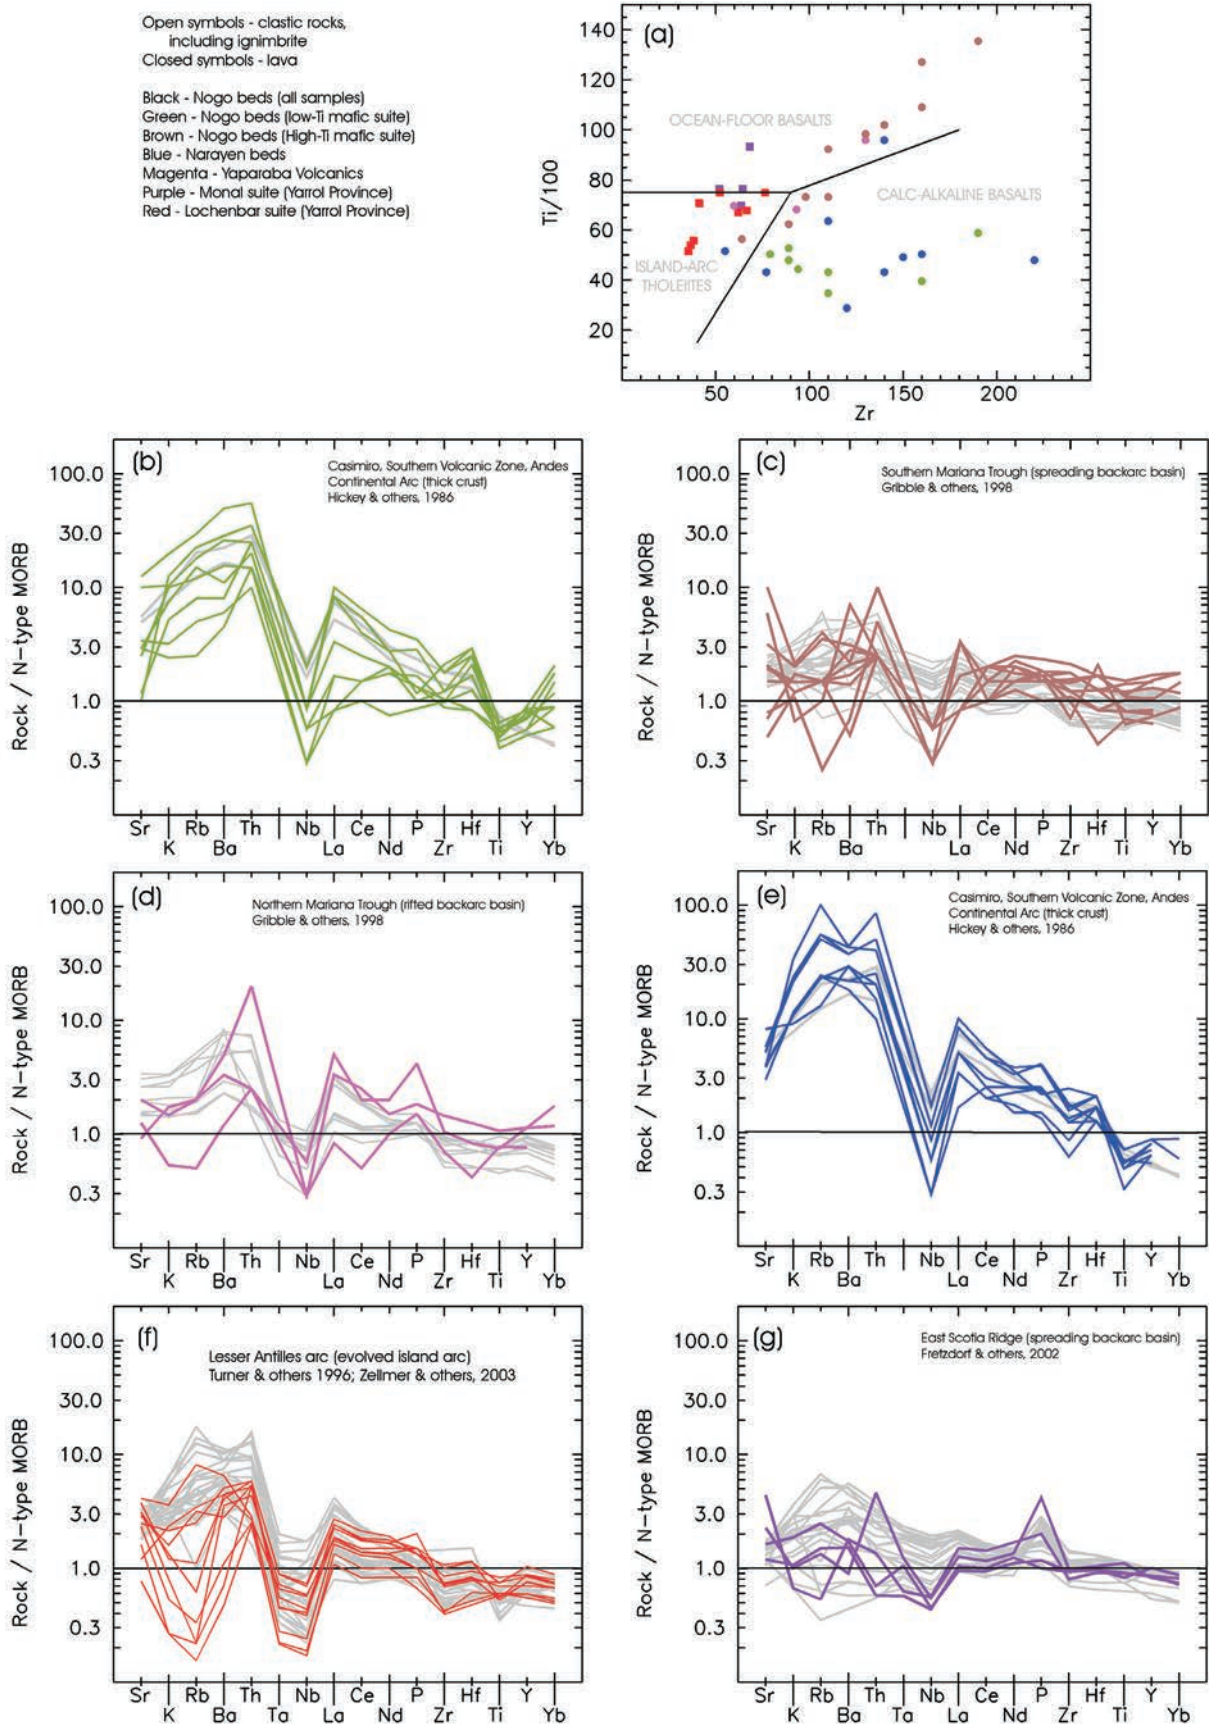 Open symbols - clastic rocks,
including ignimbrite
Closed symbols - lava
Black - Nogo beds (all samples)
Green - Nogo beds (low-Ti mafic suite)
Brown - Nogo beds (High-Ti mafic suite)
Blue - Narayen beds
Magenta - Yaparaba Volcanics
Purple - Monal suite (Yarrol Province)
Red - Lochenbar suite (Yarrol Province)
(a)
140
120
100
80
60
40
20
Ti/100
OCEAN-FLOOR BASALTS
CALC-ALKALINE BASALTS
ISLAND-ARC
THOLEIITES
50 100 150 200
Zr
(b)
Casimiro, Southern Volcanic Zone, Andes
Continental Arc (thick crust)
Hickey & others, 1986
Rock / N-type MORB
100.0
30.0
10.0
3.0
1.0
0.3
Sr Rb Th Nb Ce P Hf Y
K Ba La Nd Zr Ti Yb
(c)
Southern Mariana Trough (spreading backarc basin)
Gribble & others, 1998
Rock / N-type MORB
100.0
30.0
10.0
3.0
1.0
0.3
Sr Rb Th Nb Ce P Hf Y
K Ba La Nd Zr Ti Yb
(d)
Northern Mariana Trough (rifted backarc basin)
Gribble & others, 1998
Rock / N-type MORB
100.0
30.0
10.0
3.0
1.0
0.3
Sr Rb Th Nb Ce P Hf Y
K Ba La Nd Zr Ti Yb
(e)
Casimiro, Southern Volcanic Zone, Andes
Continental Arc (thick crust)
Hickey & others, 1986
Rock / N-type MORB
100.0
30.0
10.0
3.0
1.0
0.3
Sr Rb Th Nb Ce P Hf Y
K Ba La Nd Zr Ti Yb
(f)
Lesser Antilles arc (evolved island arc)
Turner & others 1996; Zellmer & others, 2003
Rock / N-type MORB
100.0
30.0
10.0
3.0
1.0
0.3
Sr Rb Th Nb Ce P Hf Y
K Ba Ta La Nd Zr Ti Yb
(g)
East Scotia Ridge (spreading backarc basin)
Fretzdorf & others, 2002
Rock / N-type MORB
100.0
30.0
10.0
3.0
1.0
0.3
Sr Rb Th Nb Ce P Hf Y
K Ba Ta La Nd Zr Ti Yb